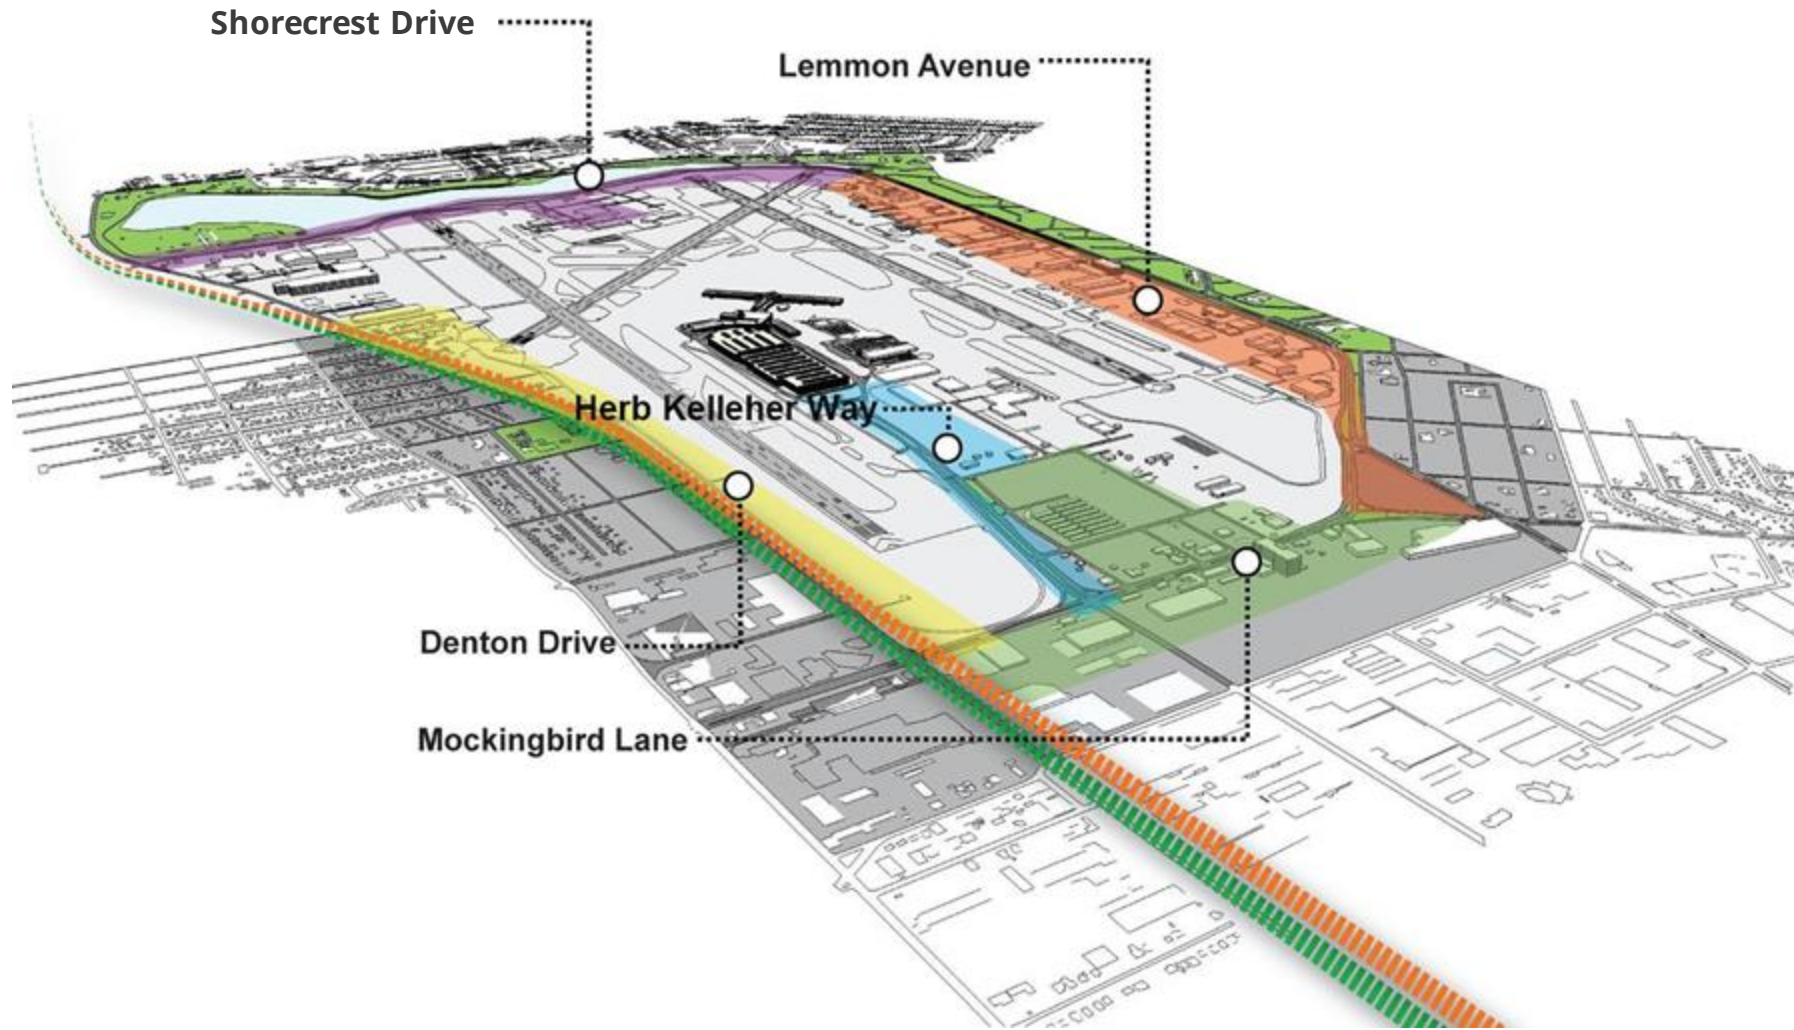 Shorecrest Drive
Lemmon Avenue
Herb Kelleher Way
Denton Drive
Mockingbird Lane